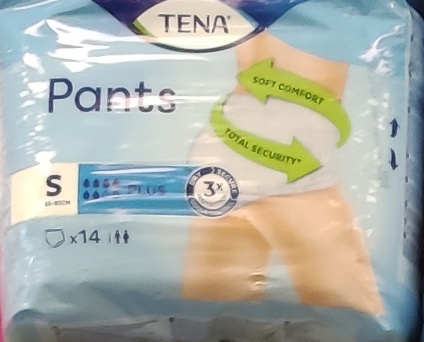 TENA
Pants
SOFT COMFORT
TOTAL SECURITY*
S
PLUS
3x
x14